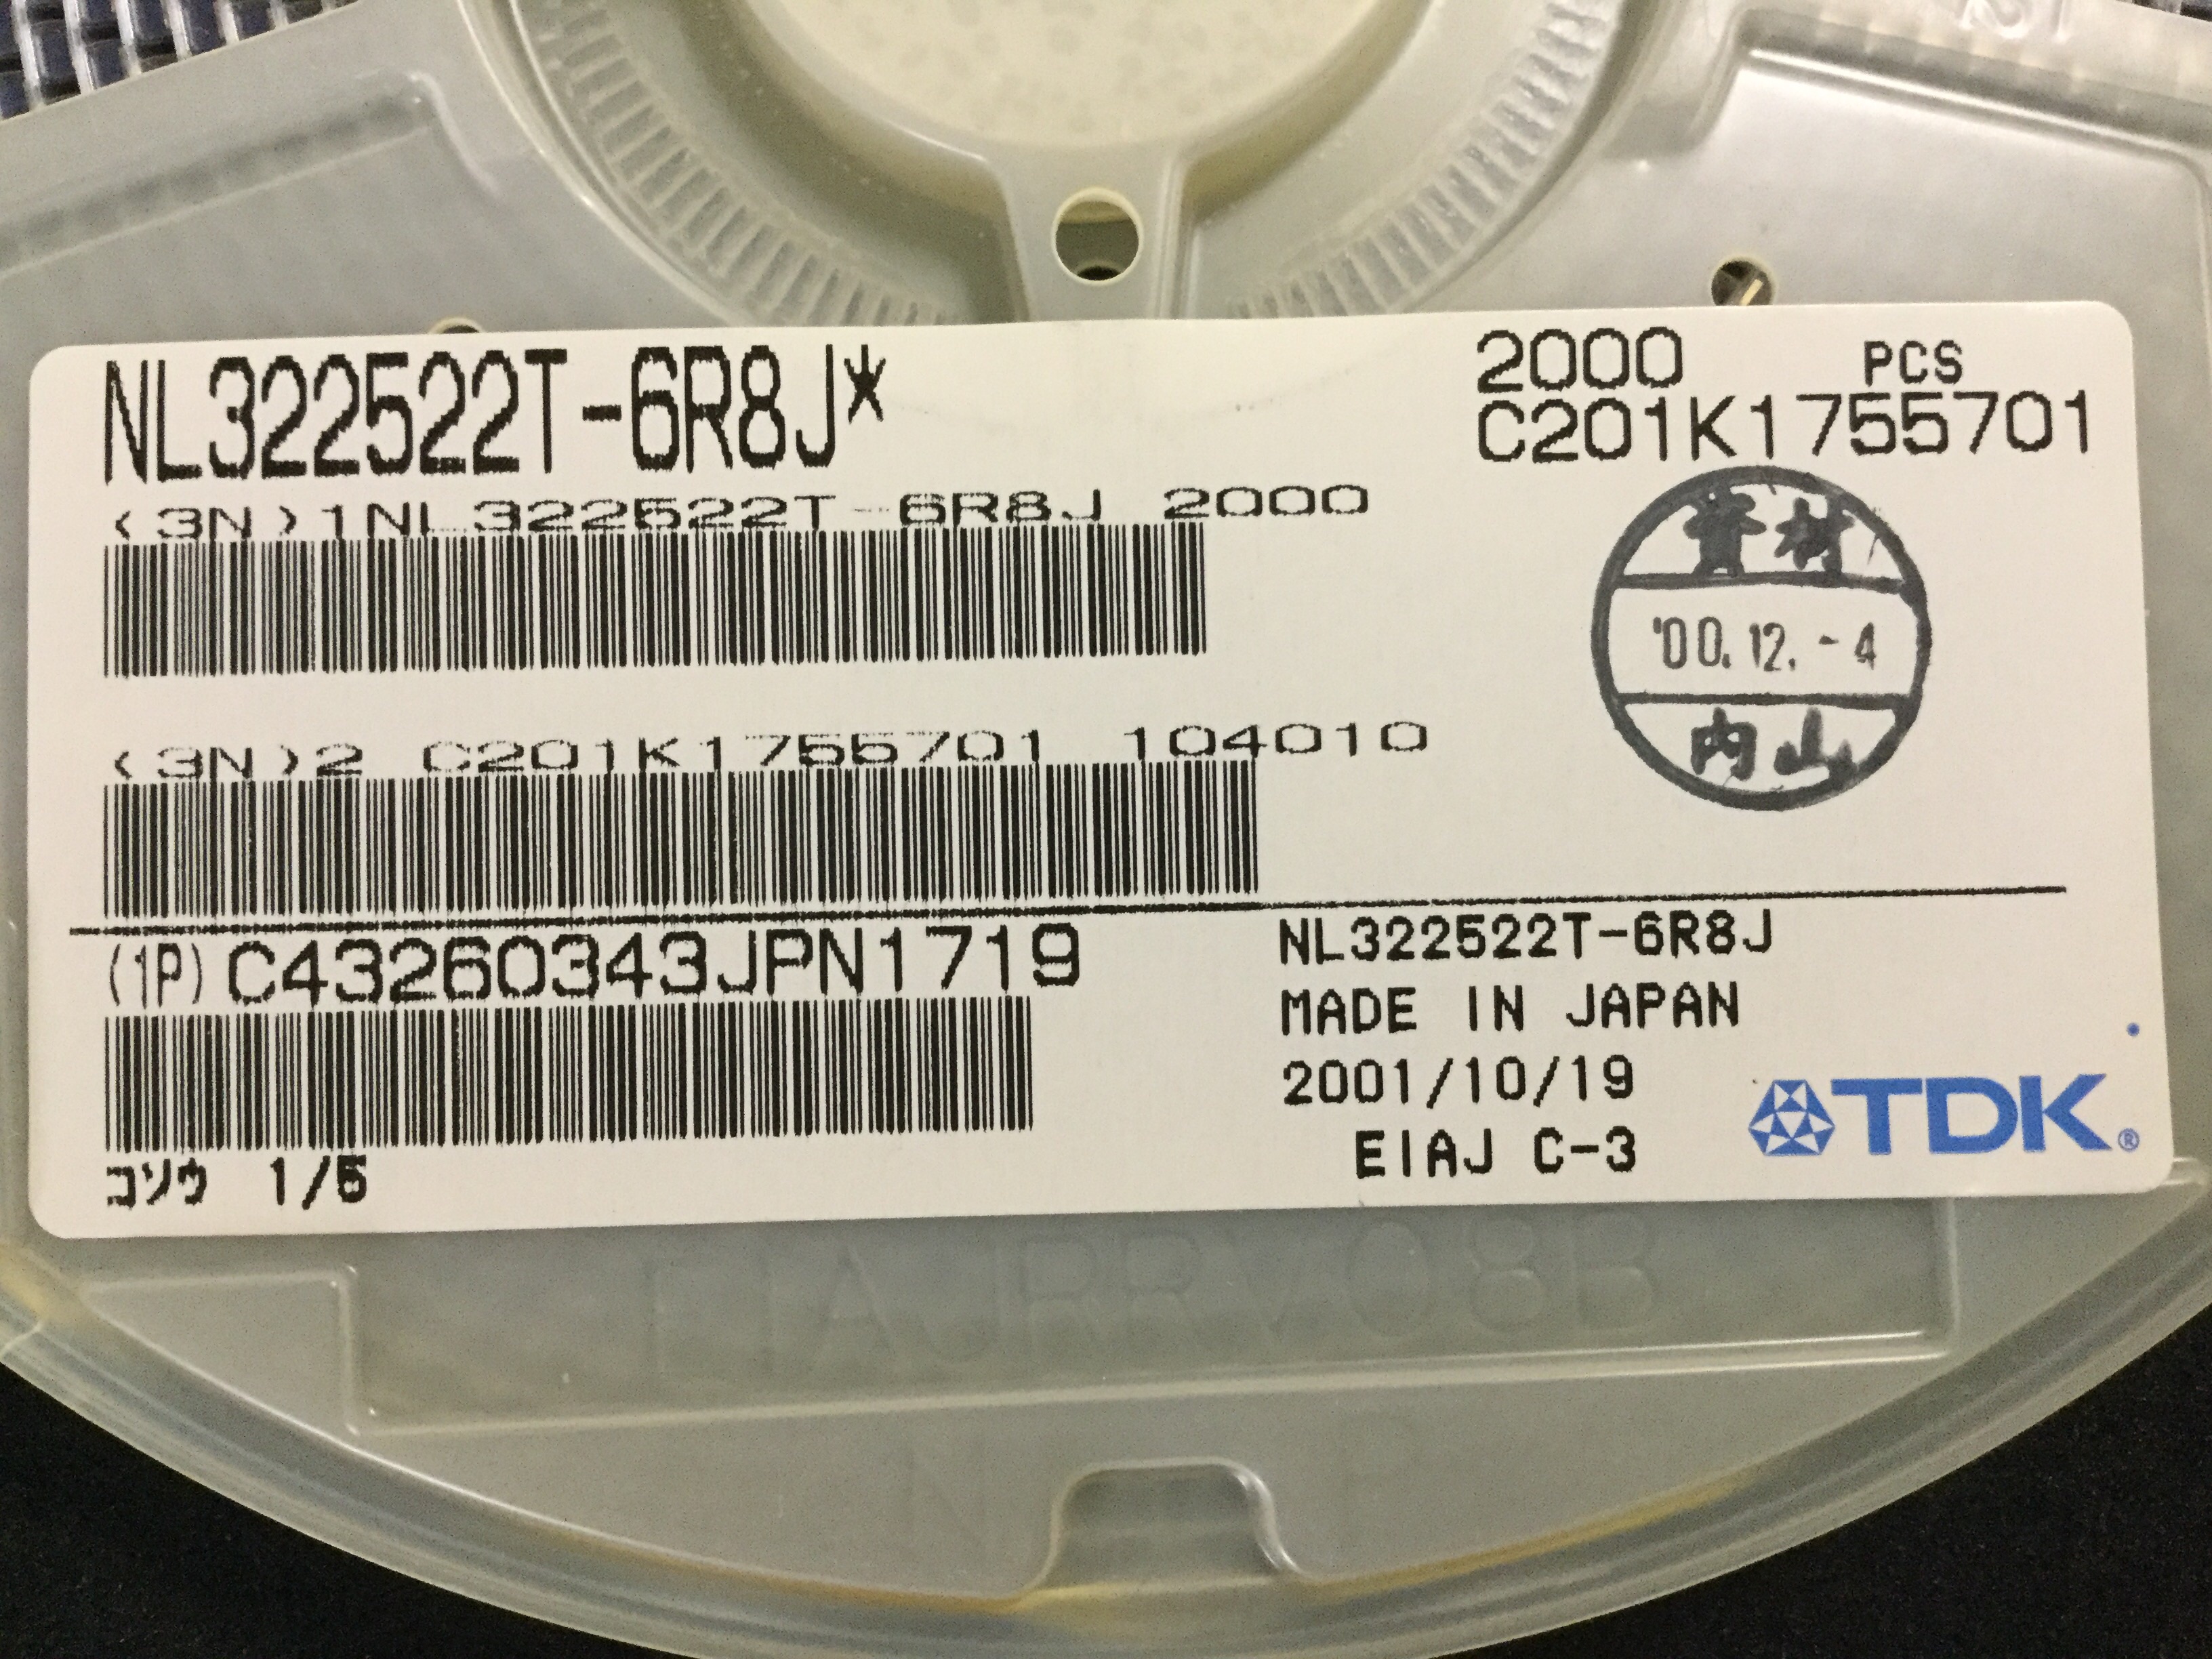 NL322522T-6R8J*
2000 PCS
C201K1755701
(3N)1NL322522T-6R8J 2000
資材
'00.12.-4
内山
(3N)2 C201K1755701 104010
(1P)C43260343JPN1719
コソウ 1/5
NL322522T-6R8J
MADE IN JAPAN
2001/10/19
EIAJ C-3
TDK®
EIAJRRV08B